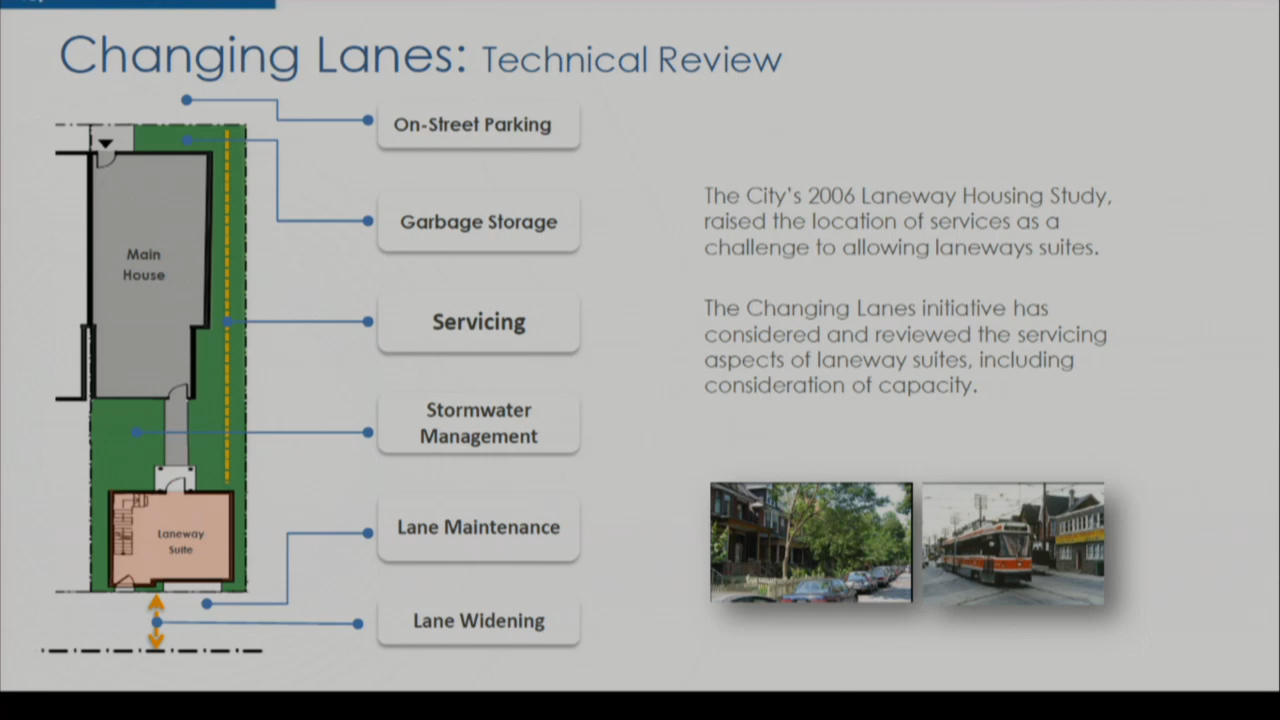 Changing Lanes: Technical Review
On-Street Parking
Garbage Storage
Main
House
Servicing
Stormwater
Management
Laneway
Suite
Lane Maintenance
Lane Widening
The City's 2006 Laneway Housing Study,
raised the location of services as a
challenge to allowing laneways suites.
The Changing Lanes initiative has
considered and reviewed the servicing
aspects of laneway suites, including
consideration of capacity.